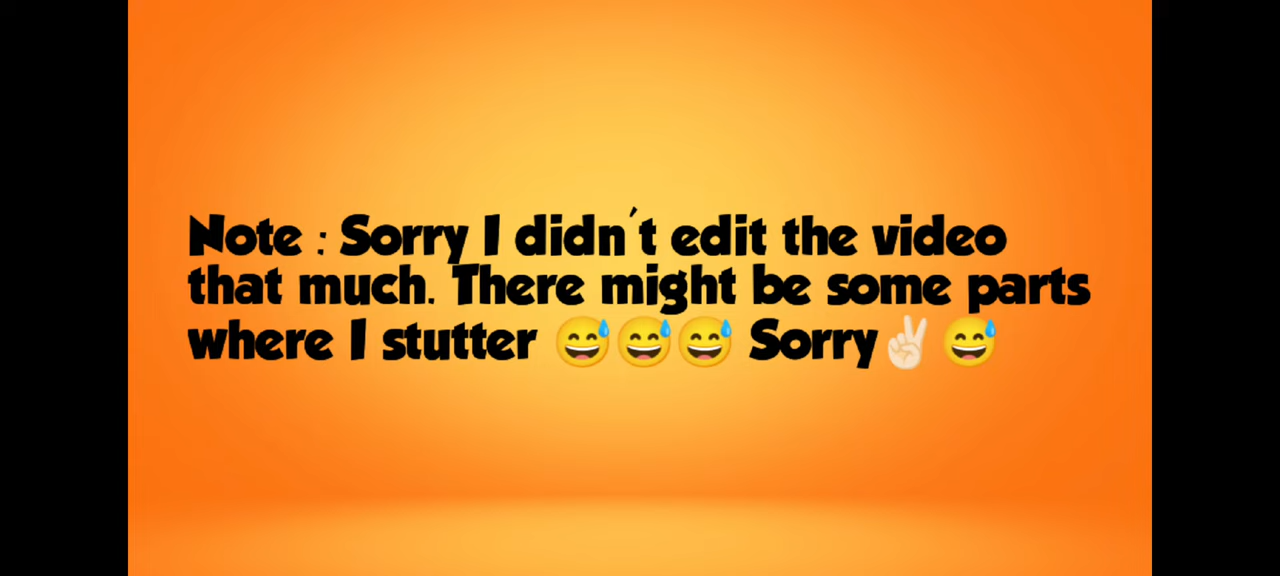 Note : Sorry I didn't edit the video
that much. There might be some parts
where I stutter 😅😅😅 Sorry✌🏻😅